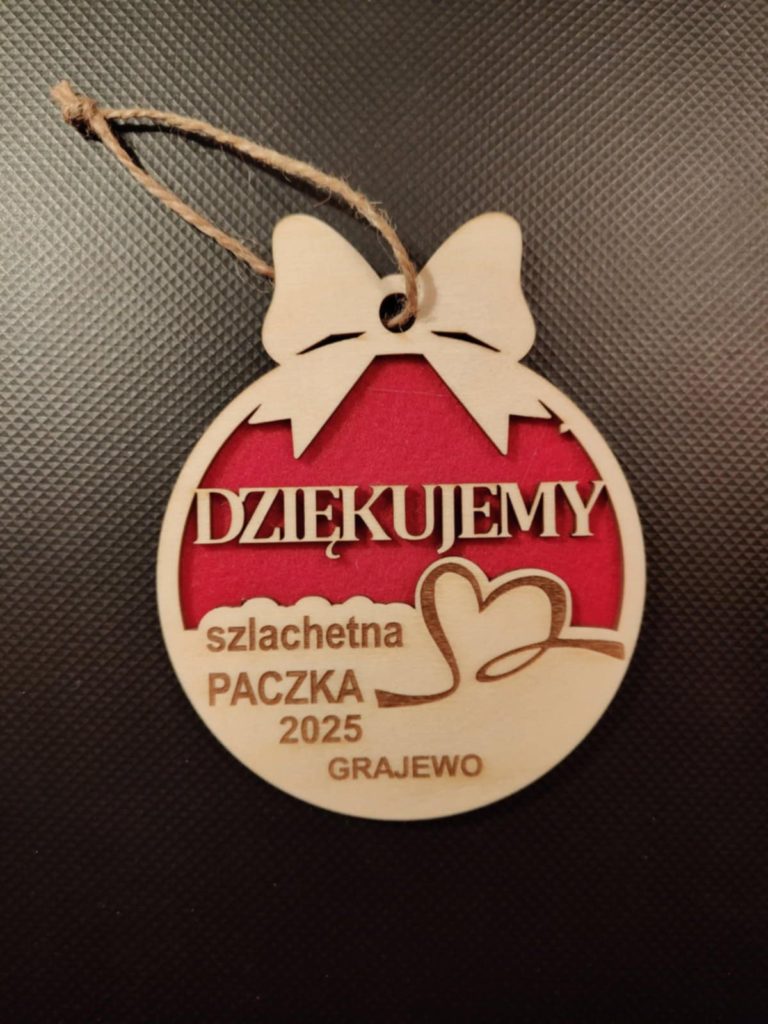 DZIĘKUJEMY
szlachetna
PACZKA
2025
GRAJEWO